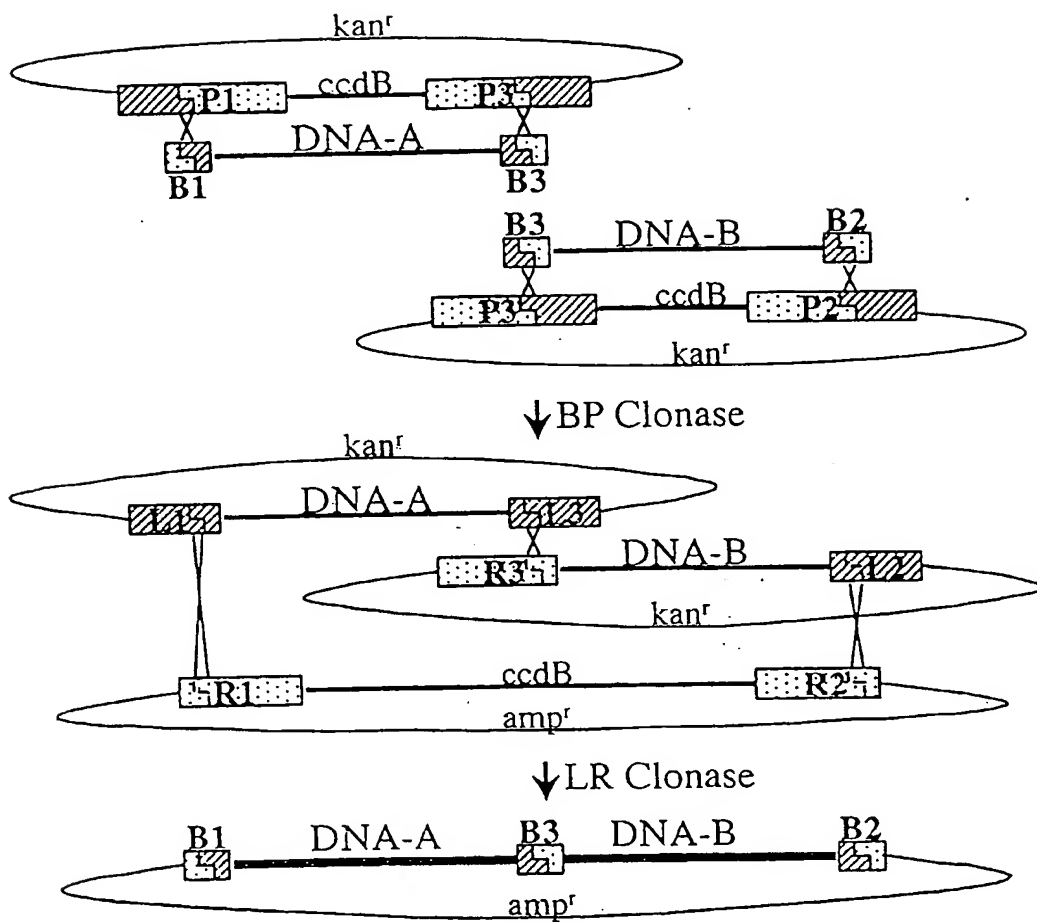 kanʳ
P1 ccdB P3
DNA-A
B1 B3
B3 DNA-B B2
P3 ccdB P2
kanʳ
BP Clonase
kanʳ
L1 DNA-A L3
R3 DNA-B L2
kanʳ
R1 ccdB R2
ampʳ
LR Clonase
B1 DNA-A B3 DNA-B B2
ampʳ